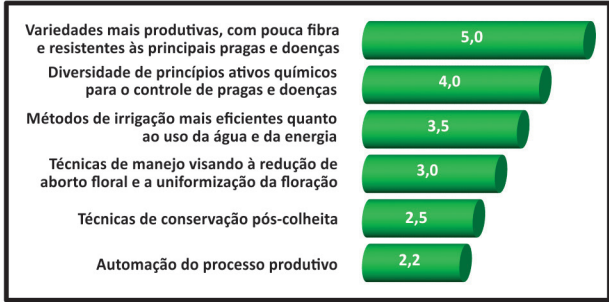 Variedades mais produtivas, com pouca fibra
e resistentes às principais pragas e doenças
5,0
Diversidade de princípios ativos químicos
para o controle de pragas e doenças
4,0
Métodos de irrigação mais eficientes quanto
ao uso da água e da energia
3,5
Técnicas de manejo visando à redução de
aborto floral e a uniformização da floração
3,0
Técnicas de conservação pós-colheita
2,5
Automação do processo produtivo
2,2